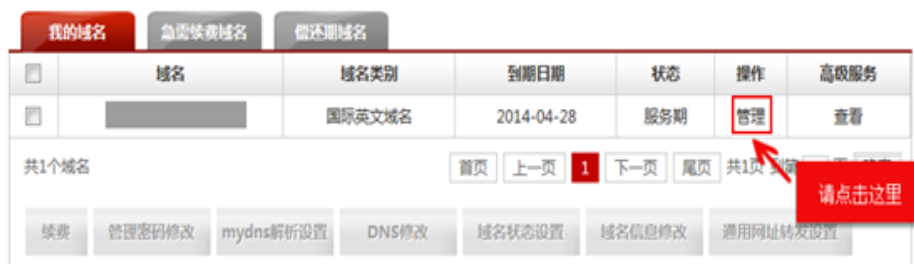 我的域名 急需续费域名 偿还期域名
域名 域名类别 到期日期 状态 操作 高级服务
国际英文域名 2014-04-28 服务期 管理 查看
共1个域名 首页 上一页 1 下一页 尾页 共1页 到第
请点击这里
续费 管理密码修改 mydns解析设置 DNS修改 域名状态设置 域名信息修改 通用网址转发设置